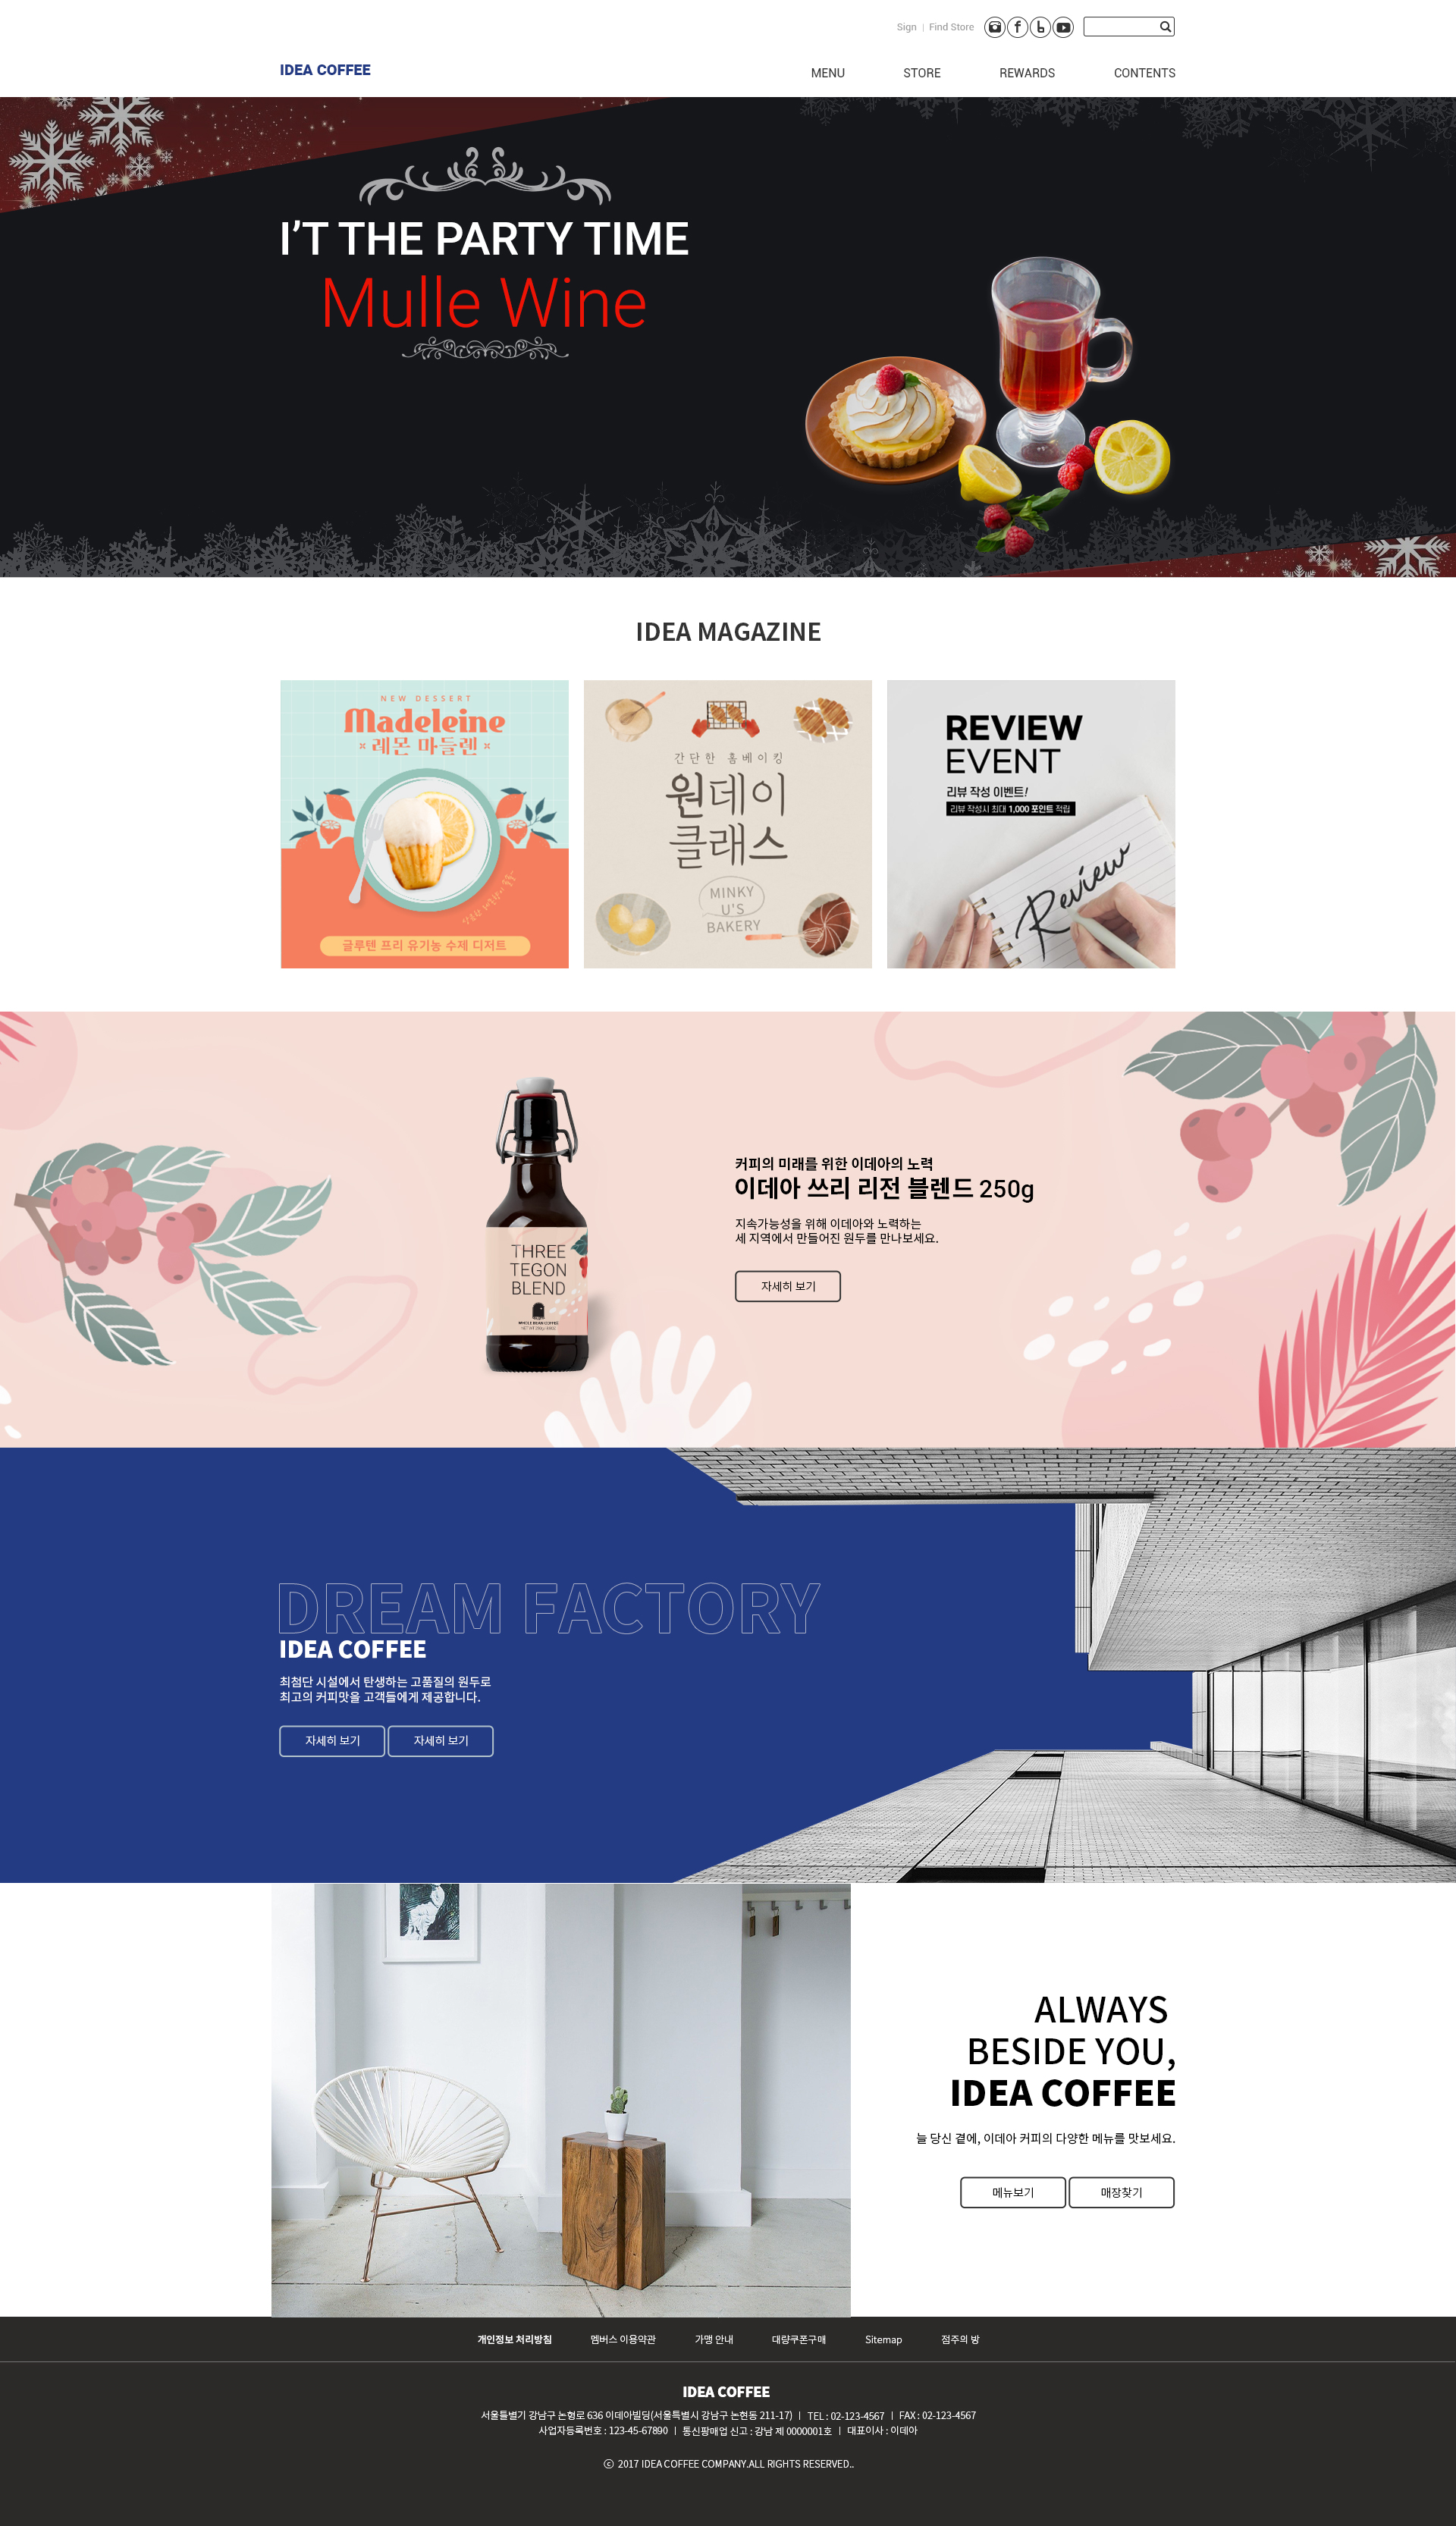 Sign | Find Store
IDEA COFFEE
MENU STORE REWARDS CONTENTS
I’T THE PARTY TIME
Mulle Wine
IDEA MAGAZINE
NEW DESSERT
Madeleine
레몬 마들렌
글루텐 프리 유기농 수제 디저트
간단한 홈베이킹
원데이
클래스
MINKY
U'S
BAKERY
REVIEW
EVENT
리뷰 작성 이벤트!
리뷰 작성시 최대 1,000 포인트 적립
Review
THREE
TEGON
BLEND
WHOLE BEAN COFFEE
커피의 미래를 위한 이데아의 노력
이데아 쓰리 리전 블렌드 250g
지속가능성을 위해 이데아와 노력하는
세 지역에서 만들어진 원두를 만나보세요.
자세히 보기
DREAM FACTORY
IDEA COFFEE
최첨단 시설에서 탄생하는 고품질의 원두로
최고의 커피맛을 고객들에게 제공합니다.
자세히 보기 자세히 보기
ALWAYS
BESIDE YOU,
IDEA COFFEE
늘 당신 곁에, 이데아 커피의 다양한 메뉴를 맛보세요.
메뉴보기 매장찾기
개인정보 처리방침 멤버스 이용약관 가맹 안내 대량쿠폰구매 Sitemap 점주의 방
IDEA COFFEE
서울틀별기 강남구 논형로 636 이데아빌딩(서울특별시 강남구 논현동 211-17) | TEL : 02-123-4567 | FAX : 02-123-4567
사업자등록번호 : 123-45-67890 | 통신팡매업 신고 : 강남 제 0000001호 | 대표이사 : 이데아
ⓒ 2017 IDEA COFFEE COMPANY.ALL RIGHTS RESERVED..